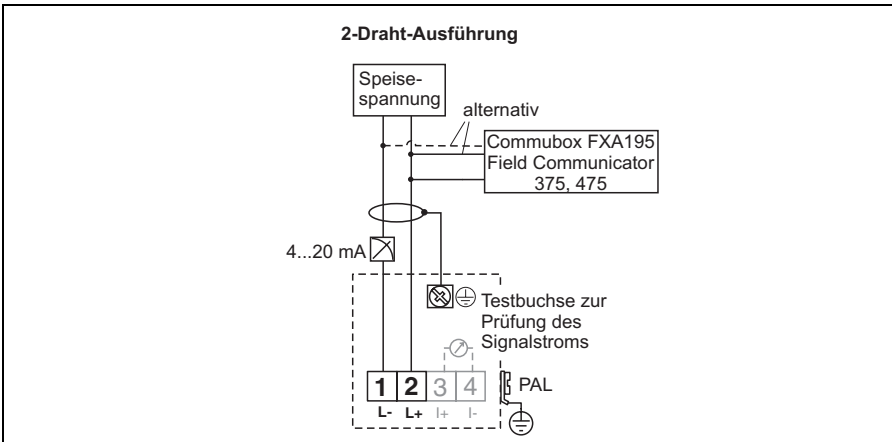 2-Draht-Ausführung
Speise-
spannung
alternativ
Commubox FXA195
Field Communicator
375, 475
4...20 mA
Testbuchse zur
Prüfung des
Signalstroms
1 2 3 4
PAL
L- L+ I+ I-